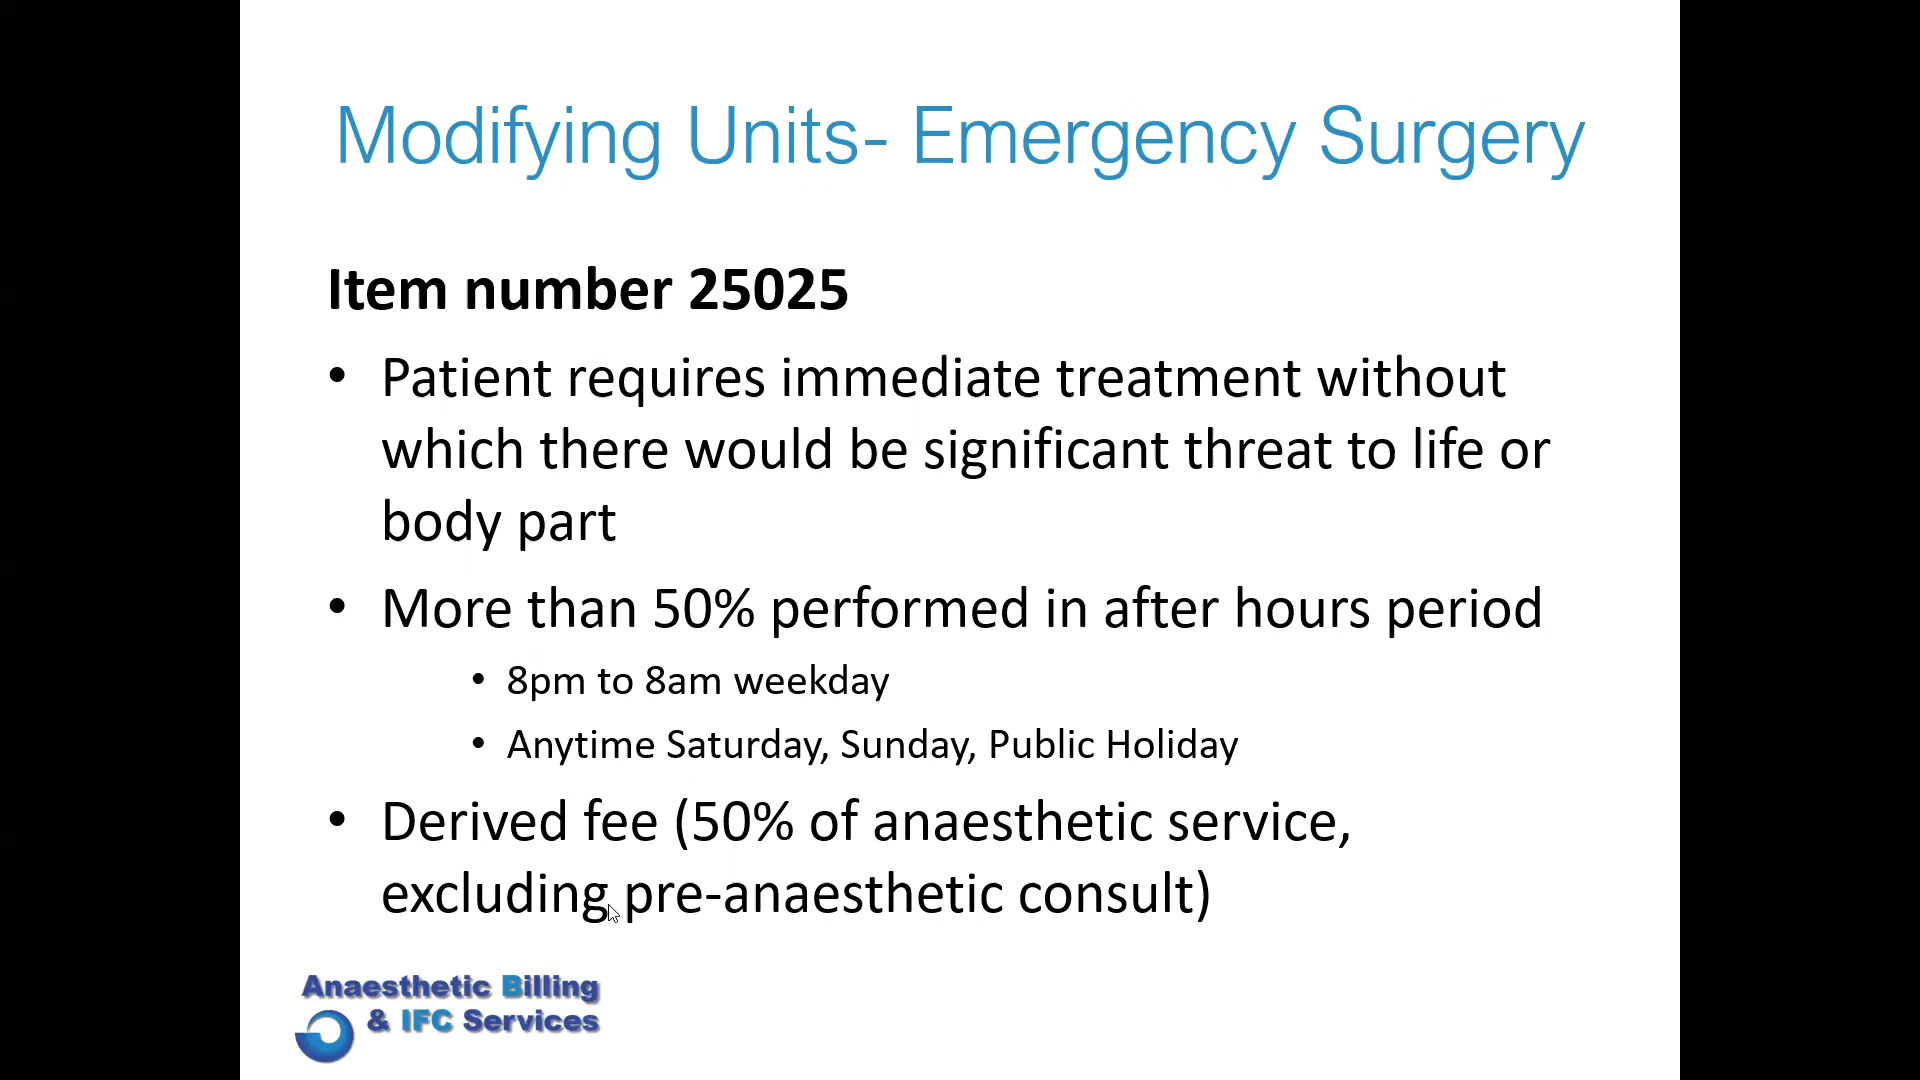 Modifying Units- Emergency Surgery
Item number 25025
• Patient requires immediate treatment without
which there would be significant threat to life or
body part
• More than 50% performed in after hours period
• 8pm to 8am weekday
• Anytime Saturday, Sunday, Public Holiday
• Derived fee (50% of anaesthetic service,
excluding pre-anaesthetic consult)
Anaesthetic Billing
& IFC Services